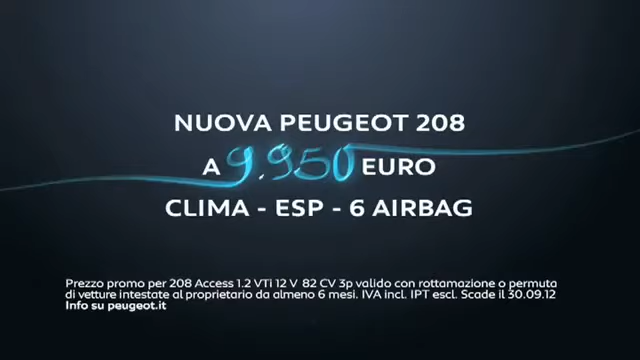 NUOVA PEUGEOT 208
A 9.950 EURO
CLIMA - ESP - 6 AIRBAG
Prezzo promo per 208 Access 1.2 VTi 12 V 82 CV 3p valido con rottamazione o permuta
di vetture intestate al proprietario da almeno 6 mesi. IVA incl. IPT escl. Scade il 30.09.12
Info su peugeot.it